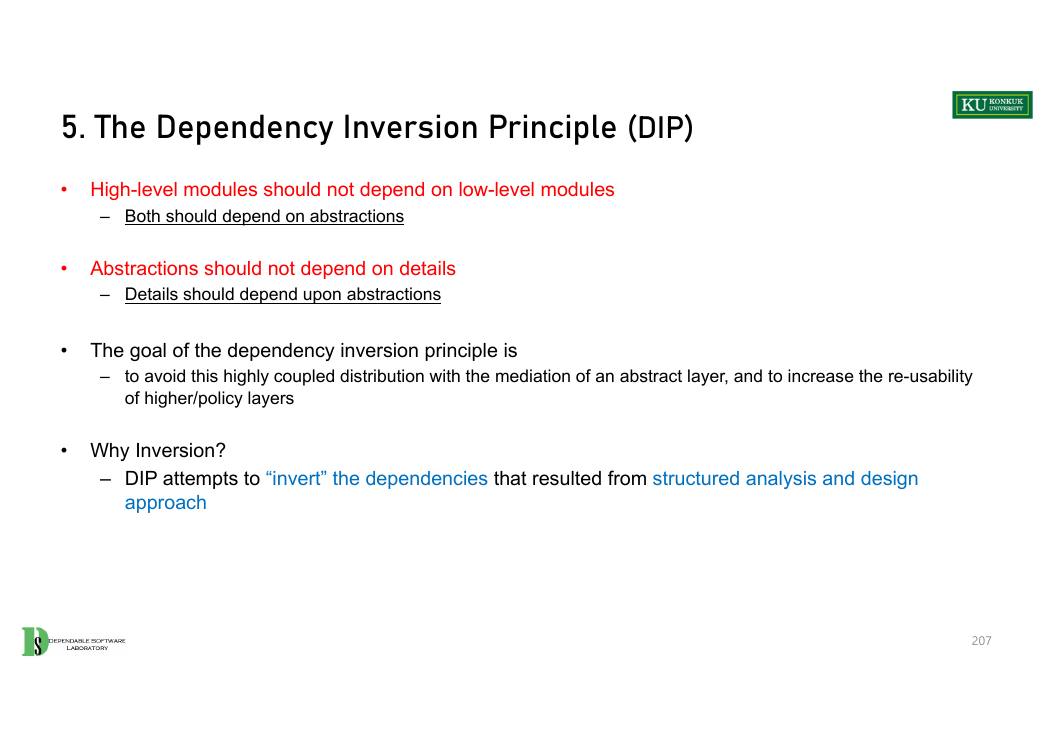 KU KONKUK
UNIVERSITY
5. The Dependency Inversion Principle (DIP)
• High-level modules should not depend on low-level modules
– Both should depend on abstractions
• Abstractions should not depend on details
– Details should depend upon abstractions
• The goal of the dependency inversion principle is
– to avoid this highly coupled distribution with the mediation of an abstract layer, and to increase the re-usability
of higher/policy layers
• Why Inversion?
– DIP attempts to “invert” the dependencies that resulted from structured analysis and design
approach
DS DEPENDABLE SOFTWARE
LABORATORY
207